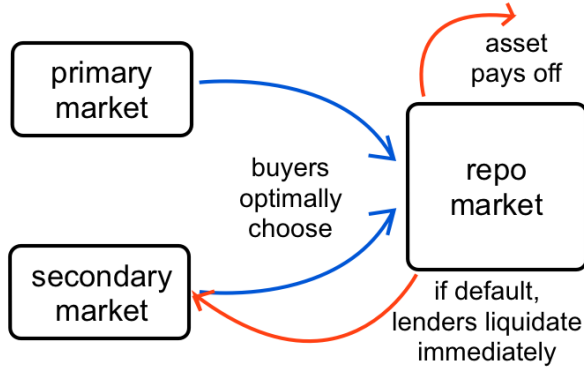 primary
market
asset
pays off
buyers
optimally
choose
repo
market
secondary
market
if default,
lenders liquidate
immediately